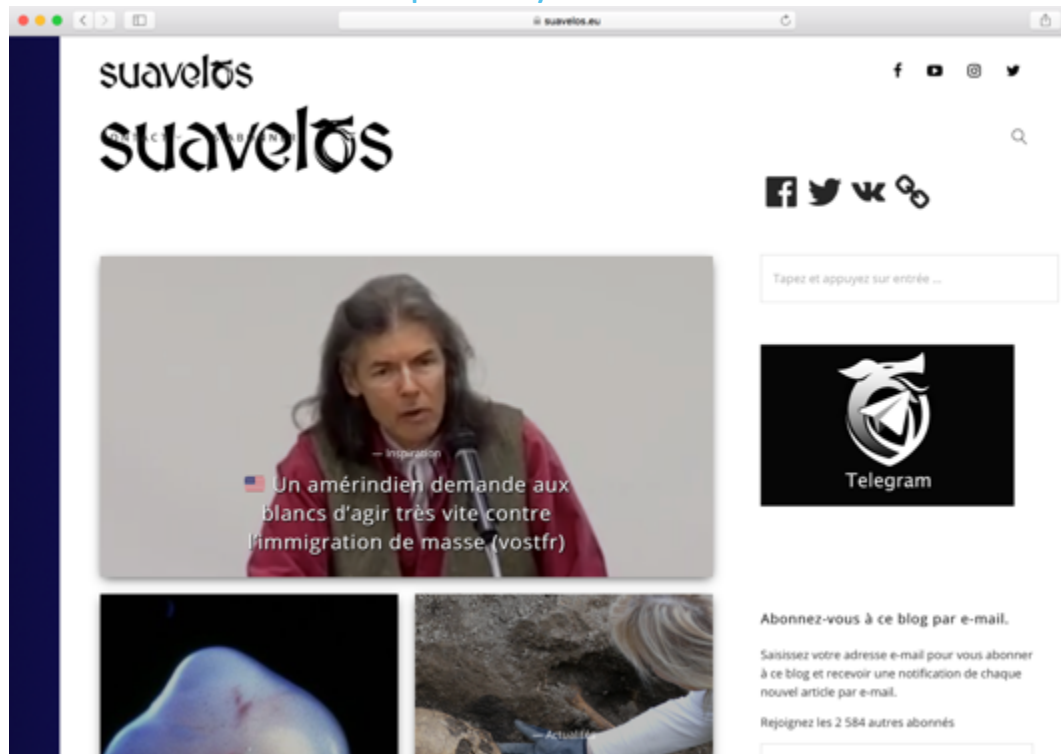 suavelos.eu
suavelos
suavelos
Tapez et appuyez sur entrée ...
— Inspiration
🇺🇸 Un amérindien demande aux
blancs d'agir très vite contre
l'immigration de masse (vostfr)
Telegram
Abonnez-vous à ce blog par e-mail.
Saisissez votre adresse e-mail pour vous abonner
à ce blog et recevoir une notification de chaque
nouvel article par e-mail.
Rejoignez les 2 584 autres abonnés
— Actualités